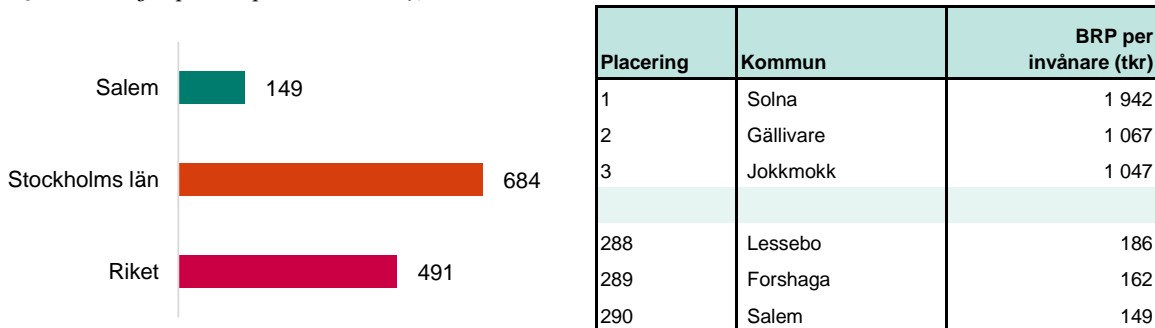 Salem 149
Stockholms län 684
Riket 491
Placering Kommun BRP per invånare (tkr)
1 Solna 1 942
2 Gällivare 1 067
3 Jokkmokk 1 047
288 Lessebo 186
289 Forshaga 162
290 Salem 149